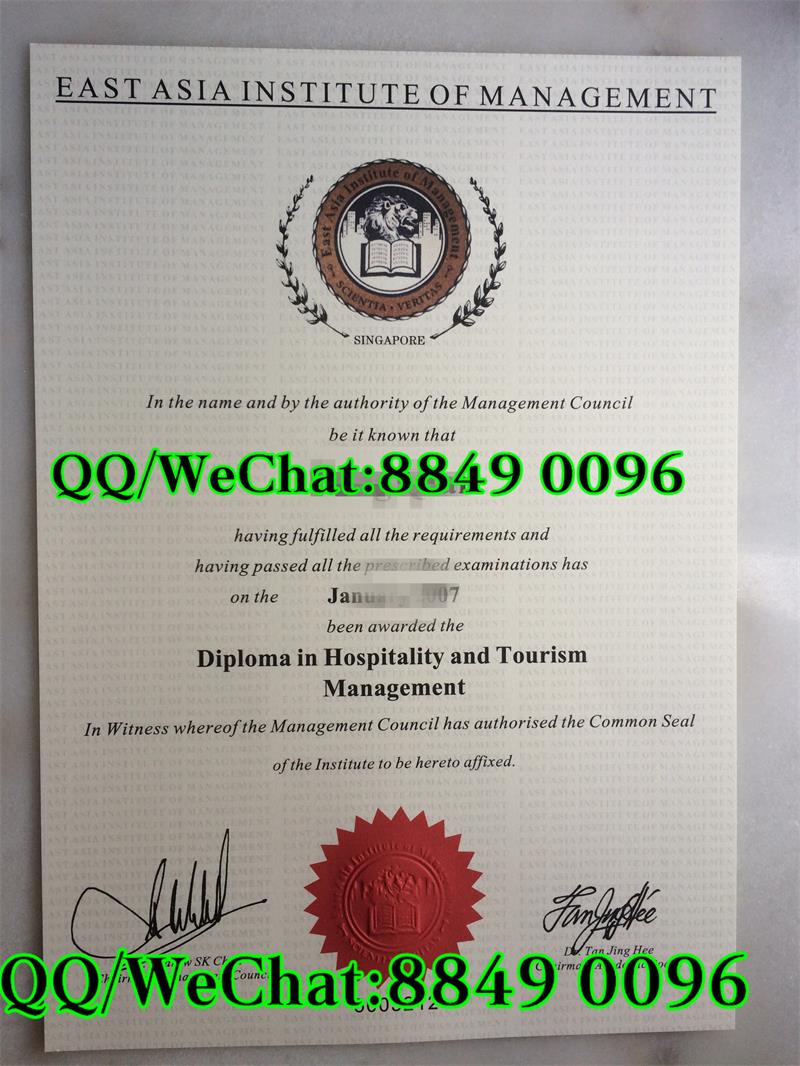 EAST ASIA INSTITUTE OF MANAGEMENT
East Asia Institute of Management
SCIENTIA • VERITAS
SINGAPORE
In the name and by the authority of the Management Council
be it known that
QQ/WeChat:8849 0096
having fulfilled all the requirements and
having passed all the prescribed examinations has
on the January 007
been awarded the
Diploma in Hospitality and Tourism
Management
In Witness whereof the Management Council has authorised the Common Seal
of the Institute to be hereto affixed.
SK
Dr. Tan Jing Hee
QQ/WeChat:8849 0096